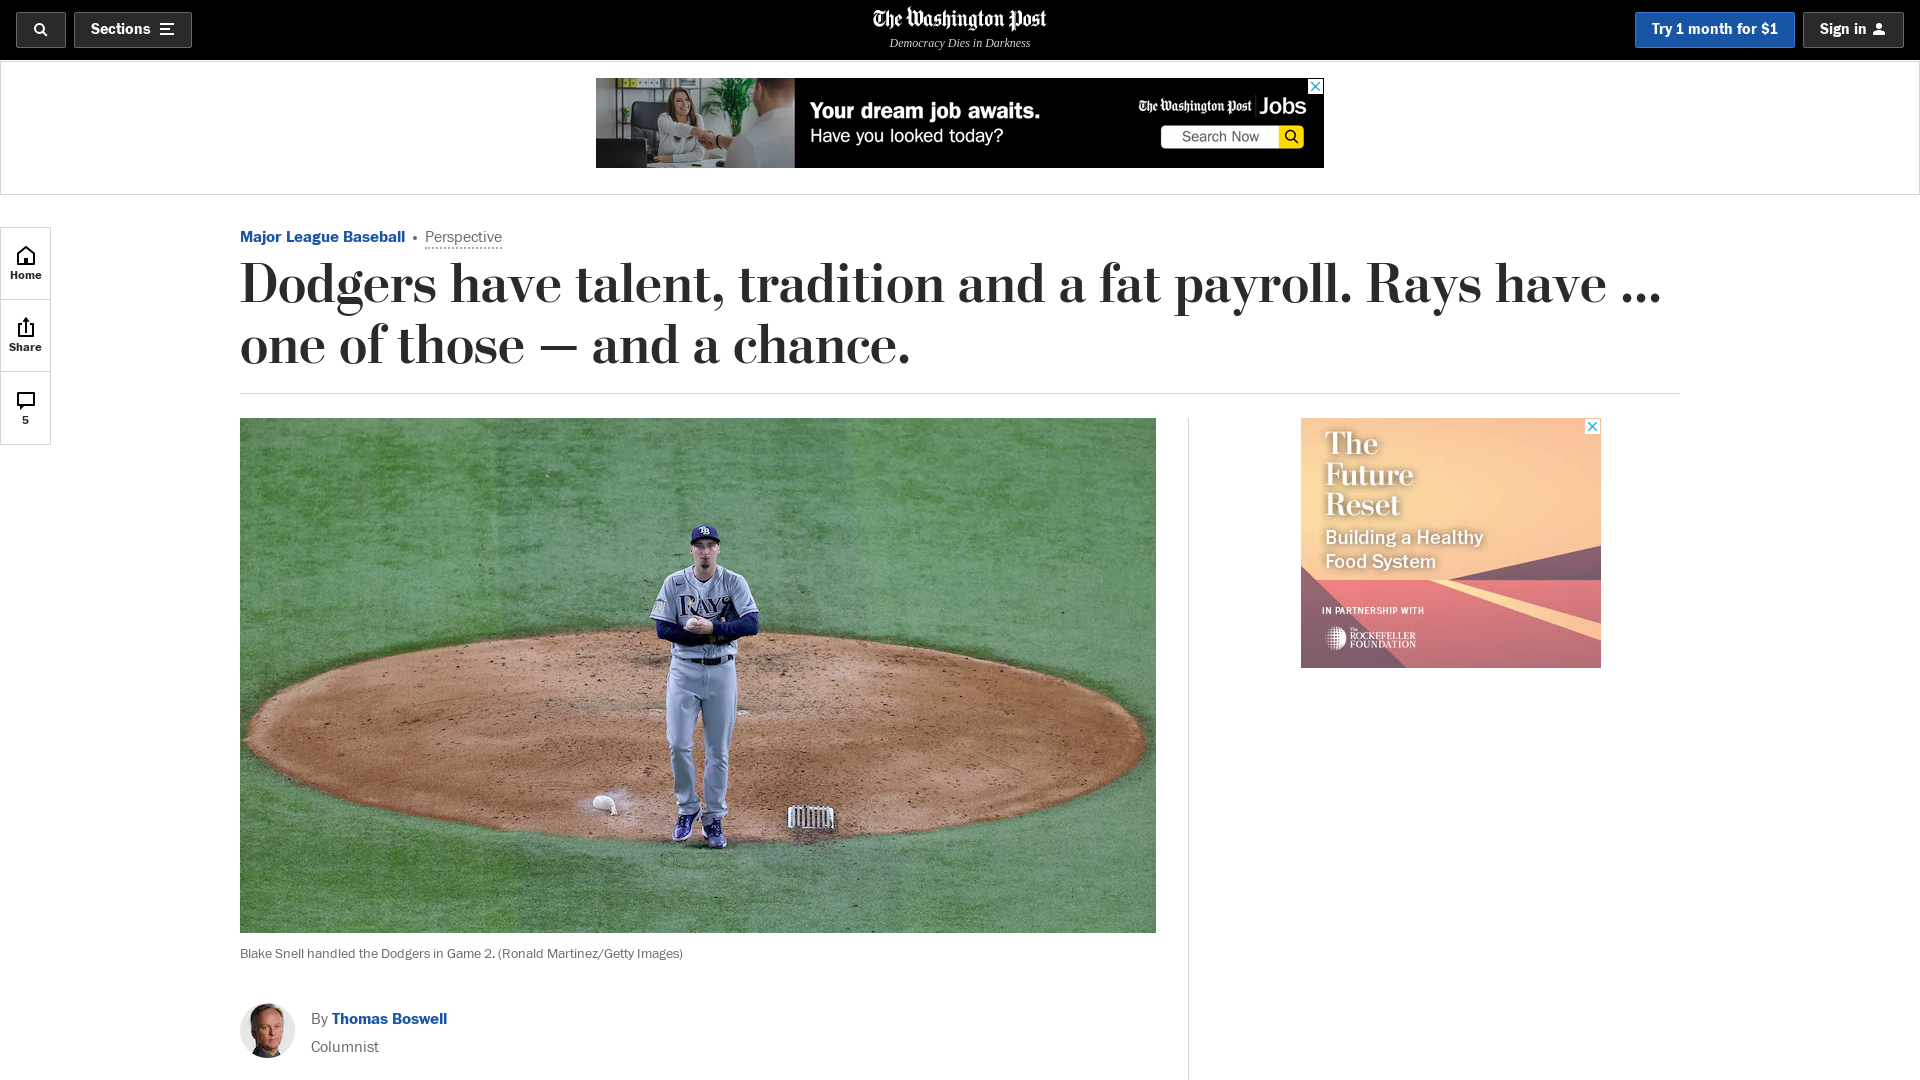 Sections
The Washington Post
Democracy Dies in Darkness
Try 1 month for $1
Sign in
Your dream job awaits.
Have you looked today?
The Washington Post Jobs
Search Now
Home
Share
5
Major League Baseball • Perspective
Dodgers have talent, tradition and a fat payroll. Rays have ...
one of those — and a chance.
RAYS
TB
The
Future
Reset
Building a Healthy
Food System
IN PARTNERSHIP WITH
The
ROCKEFELLER
FOUNDATION
Blake Snell handled the Dodgers in Game 2. (Ronald Martinez/Getty Images)
By Thomas Boswell
Columnist